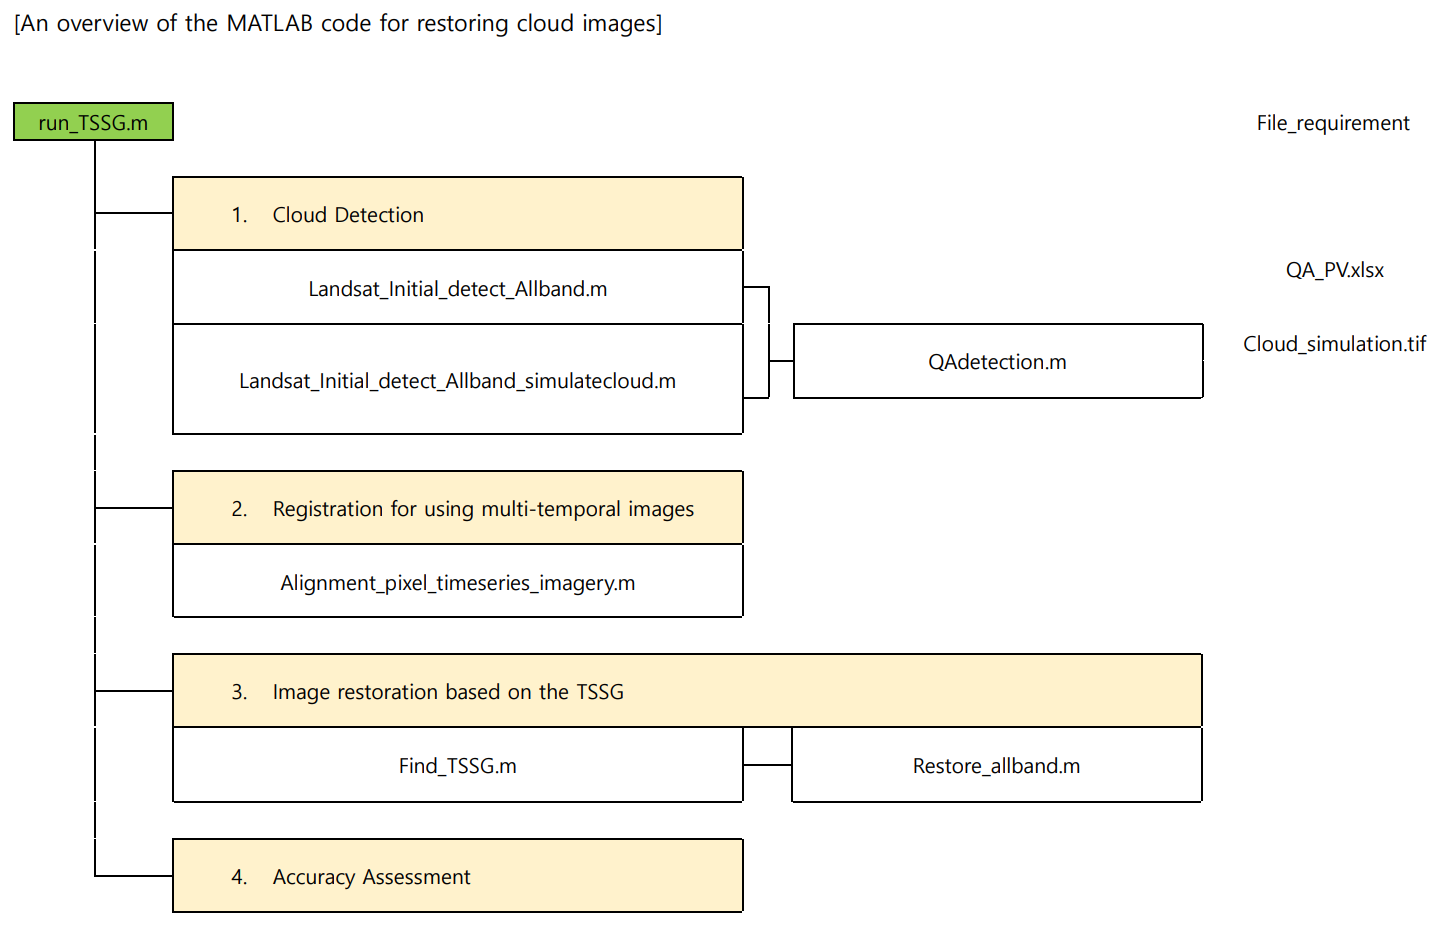 [An overview of the MATLAB code for restoring cloud images]
run_TSSG.m
File_requirement
1. Cloud Detection
Landsat_Initial_detect_Allband.m
QA_PV.xlsx
Cloud_simulation.tif
QAdetection.m
Landsat_Initial_detect_Allband_simulatecloud.m
2. Registration for using multi-temporal images
Alignment_pixel_timeseries_imagery.m
3. Image restoration based on the TSSG
Find_TSSG.m
Restore_allband.m
4. Accuracy Assessment